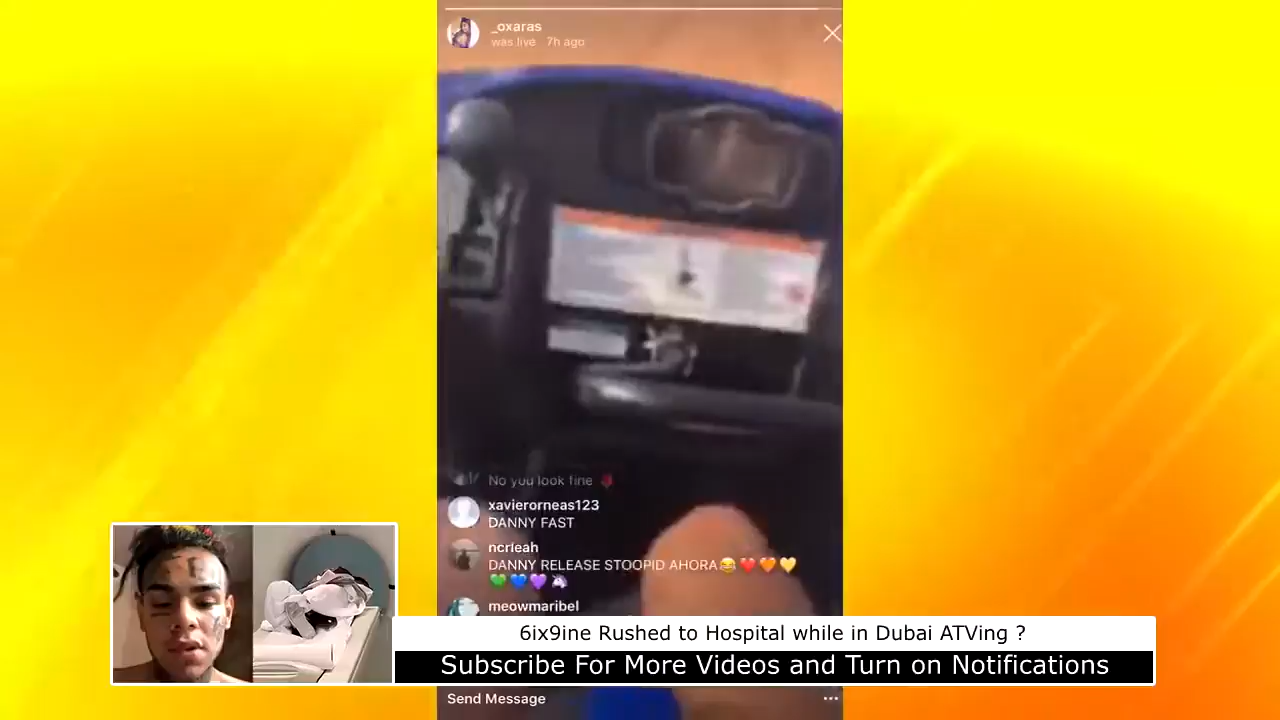 _oxaras
was live 7h ago
No you look fine
xavierorneas123
DANNY FAST
ncrieah
DANNY RELEASE STOOPID AHORA😂❤️🧡💛
💚💙💜🦄
meowmaribel
6ix9ine Rushed to Hospital while in Dubai ATVing ?
Subscribe For More Videos and Turn on Notifications
Send Message